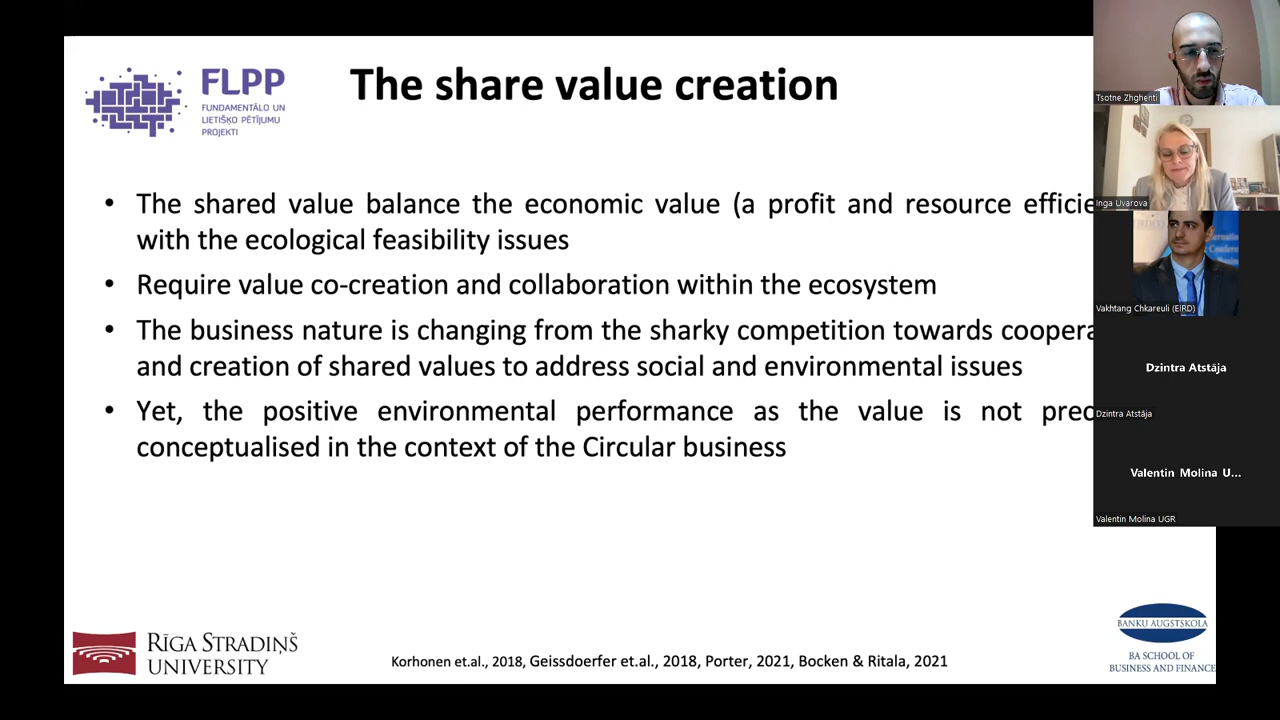 FLPP
FUNDAMENTĀLO UN
LIETIŠĶO PĒTĪJUMU
PROJEKTI
The share value creation
• The shared value balance the economic value (a profit and resource efficie
with the ecological feasibility issues
• Require value co-creation and collaboration within the ecosystem
• The business nature is changing from the sharky competition towards coopera
and creation of shared values to address social and environmental issues
• Yet, the positive environmental performance as the value is not prec
conceptualised in the context of the Circular business
Korhonen et.al., 2018, Geissdoerfer et.al., 2018, Porter, 2021, Bocken & Ritala, 2021
RĪGA STRADIŅŠ
UNIVERSITY
BANKU AUGSTSKOLA
BA SCHOOL OF
BUSINESS AND FINANCE
Tsotne Zhghenti
Inga Uvarova
Vakhtang Chkareuli (EIRD)
Dzintra Atstāja
Dzintra Atstāja
Valentin Molina U...
Valentin Molina UGR